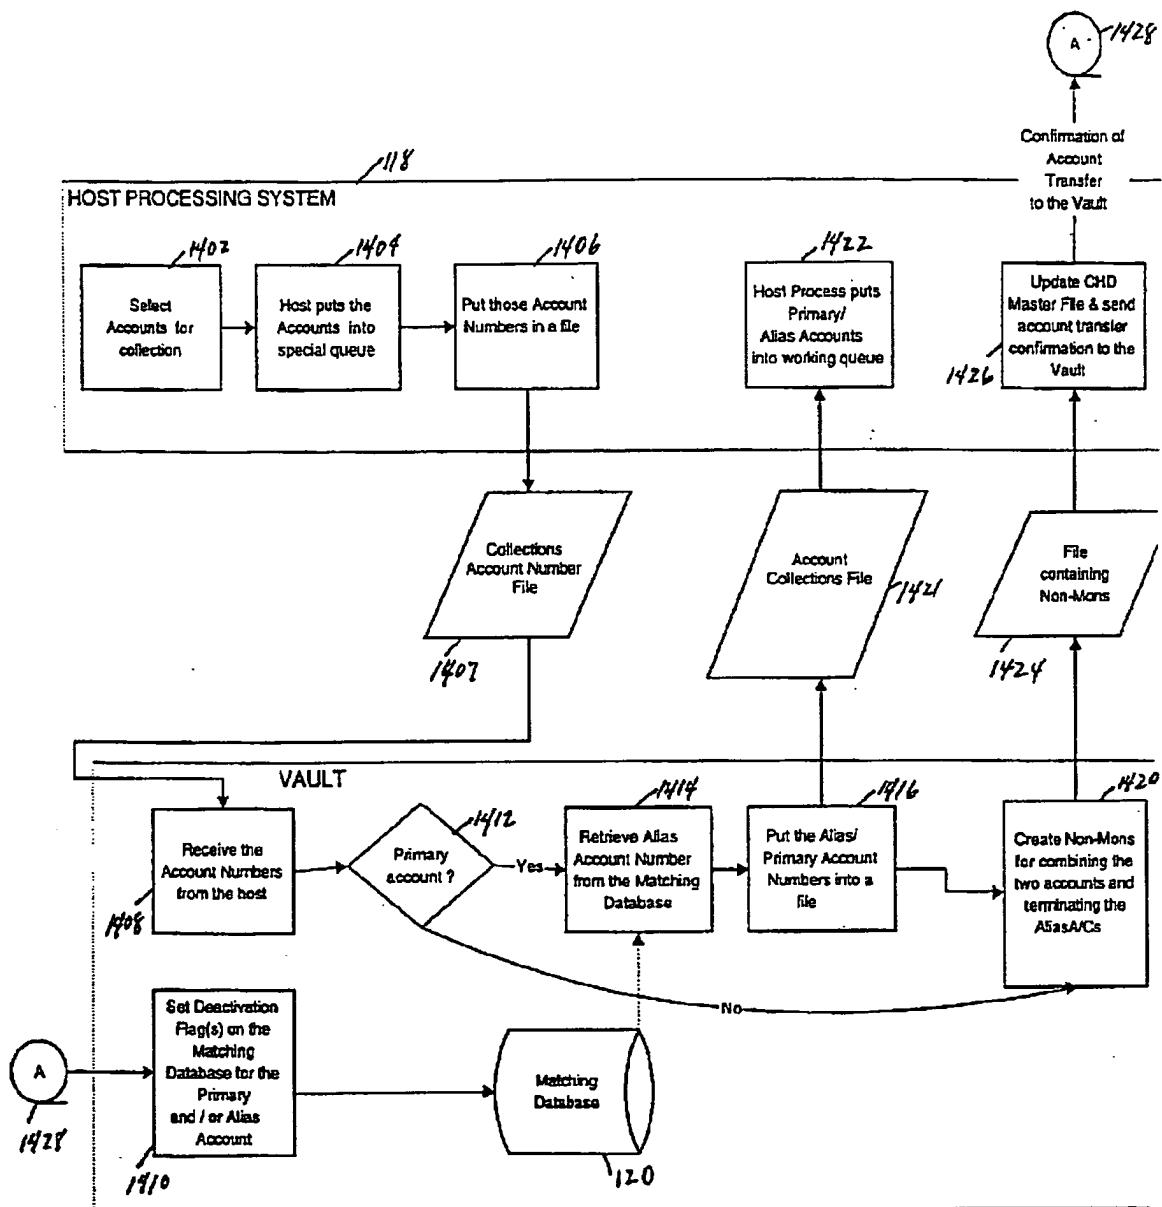 A
1428
Confirmation of
Account
Transfer
to the Vault
118
HOST PROCESSING SYSTEM
1402
Select
Accounts for
collection
1404
Host puts the
Accounts into
special queue
1406
Put those Account
Numbers in a file
1422
Host Process puts
Primary/
Alias Accounts
into working queue
Update CHD
Master File & send
account transfer
confirmation to the
Vault
1426
Collections
Account Number
File
1407
Account
Collections File
1421
File
containing
Non-Mons
1424
VAULT
Receive the
Account Numbers
from the host
1408
1412
Primary
account ?
Yes
No
1414
Retrieve Alias
Account Number
from the Matching
Database
1416
Put the Alias/
Primary Account
Numbers into a
file
1420
Create Non-Mons
for combining the
two accounts and
terminating the
AliasA/Cs
A
1428
Set Deactivation
Flag(s) on the
Matching
Database for the
Primary
and / or Alias
Account
1410
Matching
Database
120